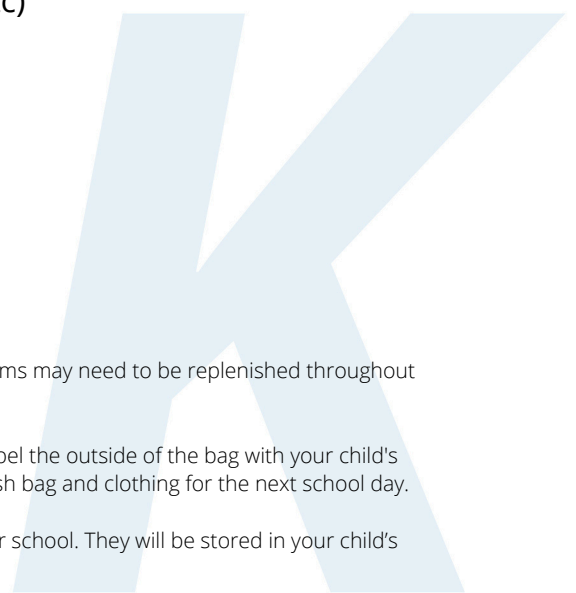 c)
K
ms may need to be replenished throughout
bel the outside of the bag with your child's
sh bag and clothing for the next school day.
r school. They will be stored in your child’s